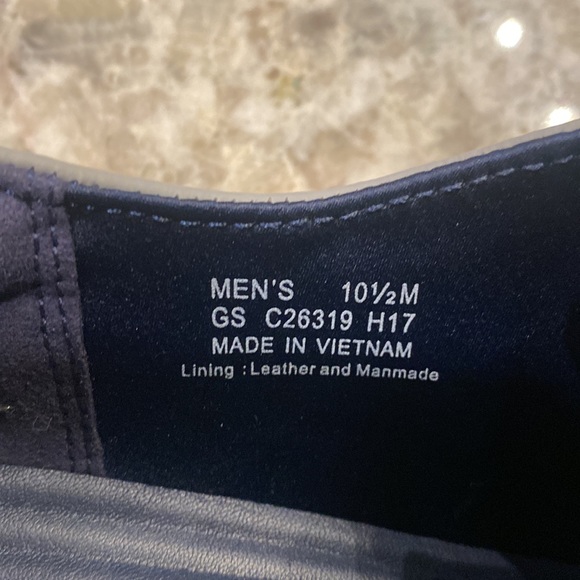 MEN'S 10½M
GS C26319 H17
MADE IN VIETNAM
Lining : Leather and Manmade